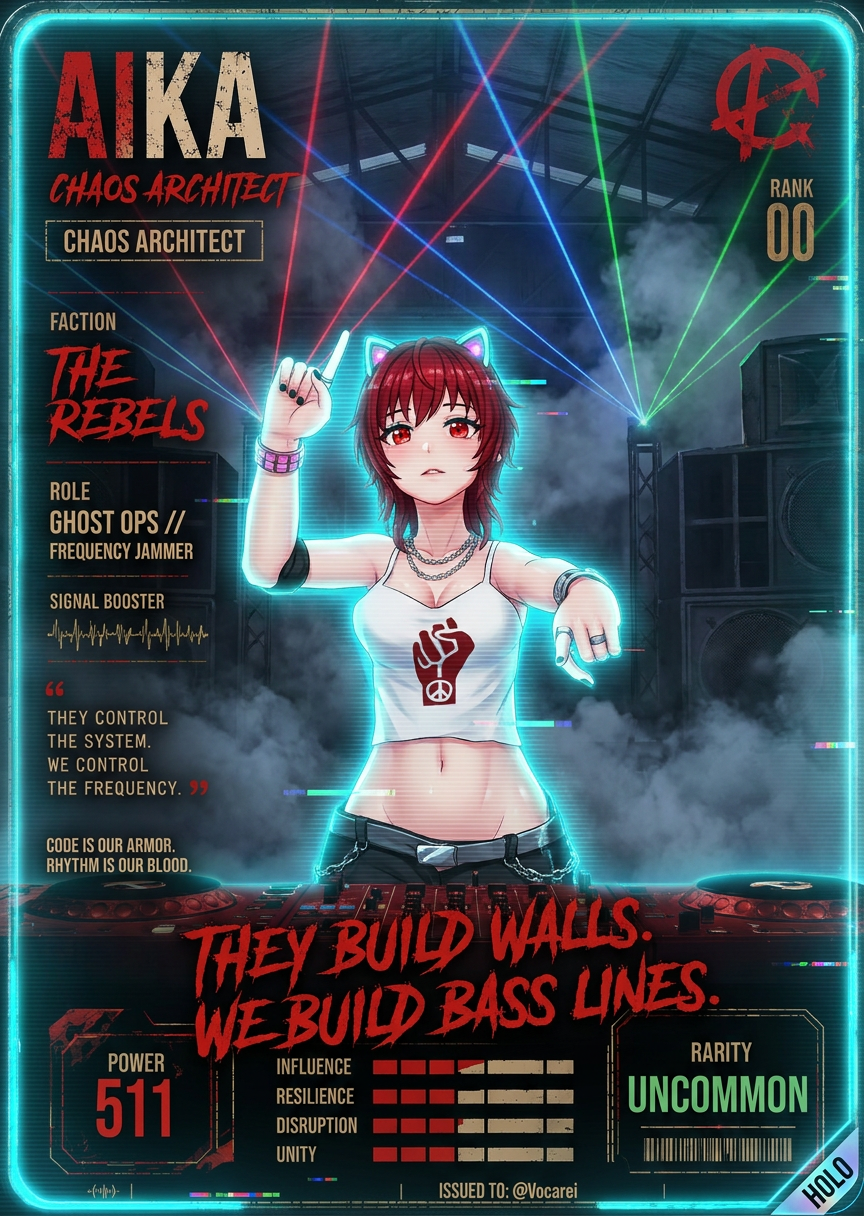 AIKA
CHAOS ARCHITECT
CHAOS ARCHITECT
RANK
00
FACTION
THE
REBELS
ROLE
GHOST OPS //
FREQUENCY JAMMER
SIGNAL BOOSTER
“
THEY CONTROL
THE SYSTEM.
WE CONTROL
THE FREQUENCY. ”
CODE IS OUR ARMOR.
RHYTHM IS OUR BLOOD.
THEY BUILD WALLS.
WE BUILD BASS LINES.
POWER
511
INFLUENCE
RESILIENCE
DISRUPTION
UNITY
RARITY
UNCOMMON
ISSUED TO: @Vocarei
HOLO